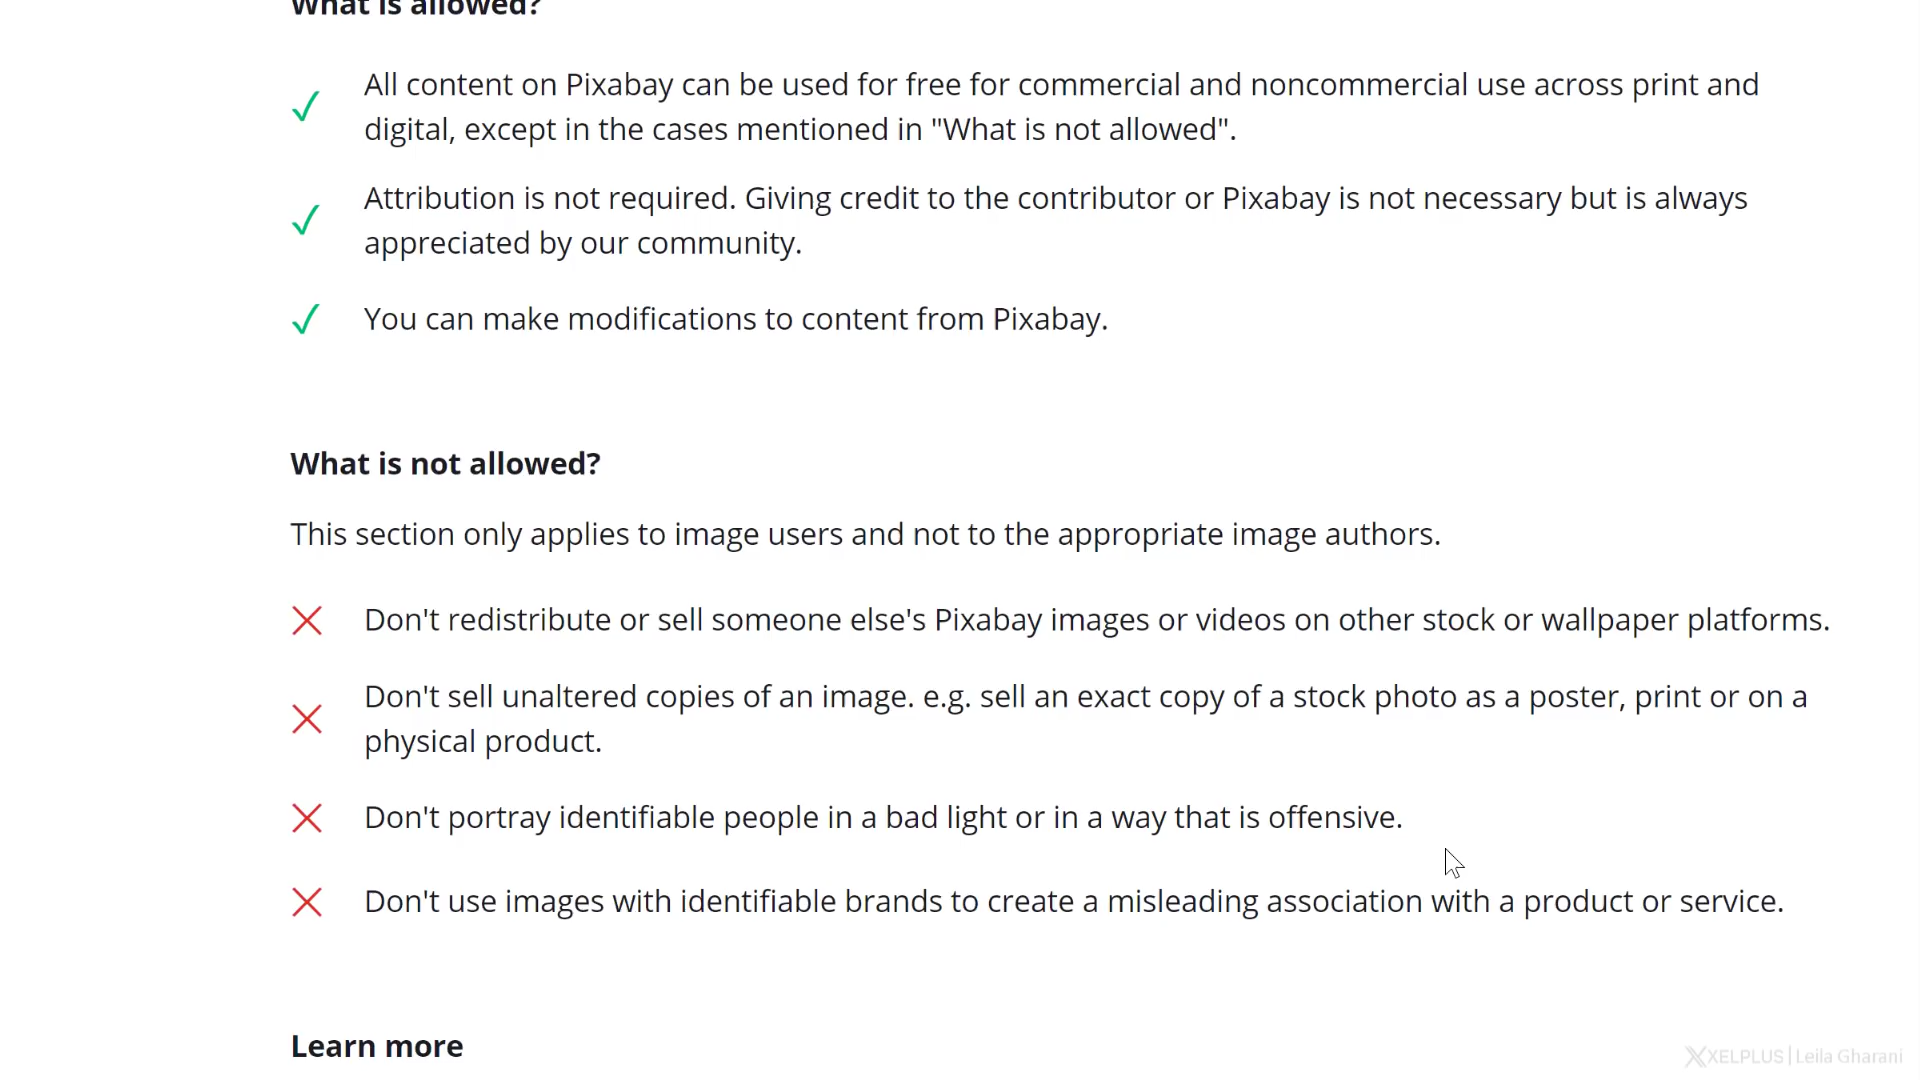 What is allowed?
All content on Pixabay can be used for free for commercial and noncommercial use across print and
digital, except in the cases mentioned in "What is not allowed".
Attribution is not required. Giving credit to the contributor or Pixabay is not necessary but is always
appreciated by our community.
You can make modifications to content from Pixabay.
What is not allowed?
This section only applies to image users and not to the appropriate image authors.
Don't redistribute or sell someone else's Pixabay images or videos on other stock or wallpaper platforms.
Don't sell unaltered copies of an image. e.g. sell an exact copy of a stock photo as a poster, print or on a
physical product.
Don't portray identifiable people in a bad light or in a way that is offensive.
Don't use images with identifiable brands to create a misleading association with a product or service.
Learn more
XELPLUS | Leila Gharani